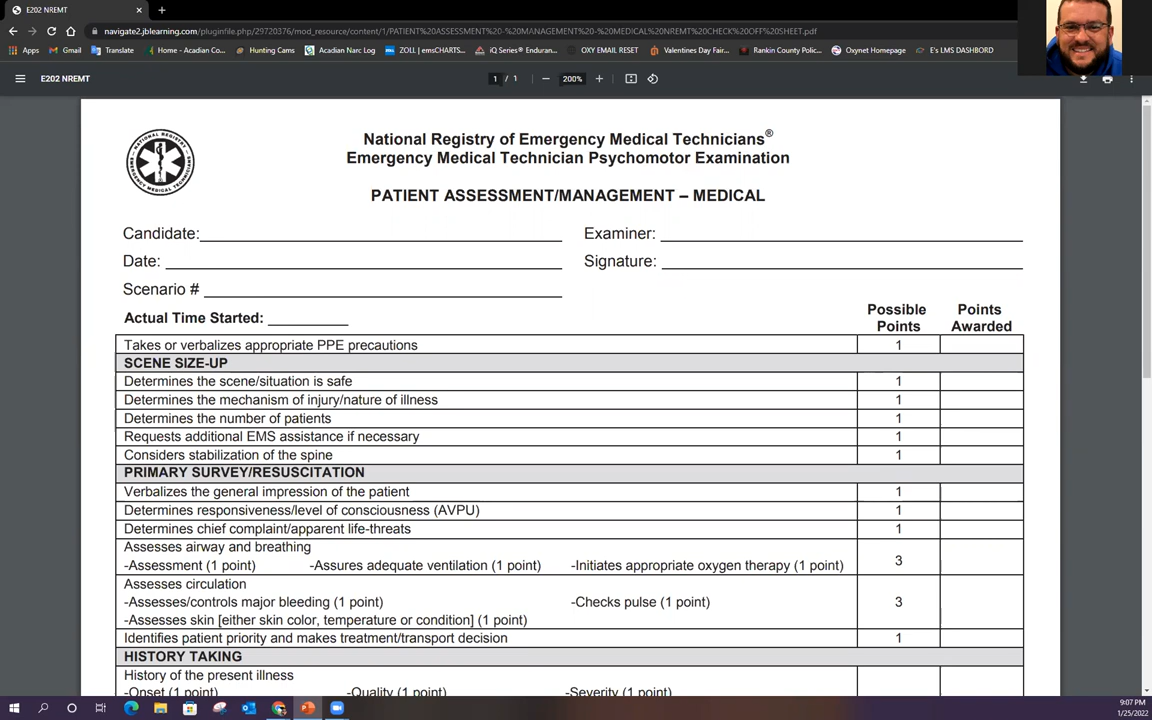 E202 NREMT
navigate2.jblearning.com/pluginfile.php/29720376/mod_resource/content/1/PATIENT%20ASSESSMENT%20-%20MANAGEMENT%20-%20MEDICAL%20NREMT%20CHECK%20OFF%20SHEET.pdf
Apps Gmail Translate Home - Acadian Co... Hunting Cams Acadian Narc Log ZOLL | emsCHARTS... iQ Series® Enduran... OXY EMAIL RESET Valentines Day Fair... Rankin County Polic... Oxynet Homepage E's LMS DASHBORD
E202 NREMT 1 / 1 200%
NATIONAL REGISTRY EMERGENCY MEDICAL TECHNICIANS
National Registry of Emergency Medical Technicians®
Emergency Medical Technician Psychomotor Examination
PATIENT ASSESSMENT/MANAGEMENT – MEDICAL
Candidate: Examiner:
Date: Signature:
Scenario #
Actual Time Started: Possible Points Points Awarded
Takes or verbalizes appropriate PPE precautions 1
SCENE SIZE-UP
Determines the scene/situation is safe 1
Determines the mechanism of injury/nature of illness 1
Determines the number of patients 1
Requests additional EMS assistance if necessary 1
Considers stabilization of the spine 1
PRIMARY SURVEY/RESUSCITATION
Verbalizes the general impression of the patient 1
Determines responsiveness/level of consciousness (AVPU) 1
Determines chief complaint/apparent life-threats 1
Assesses airway and breathing
-Assessment (1 point) -Assures adequate ventilation (1 point) -Initiates appropriate oxygen therapy (1 point) 3
Assesses circulation
-Assesses/controls major bleeding (1 point) -Checks pulse (1 point) 3
-Assesses skin [either skin color, temperature or condition] (1 point)
Identifies patient priority and makes treatment/transport decision 1
HISTORY TAKING
History of the present illness
-Onset (1 point) -Quality (1 point) -Severity (1 point)
9:07 PM
1/25/2022